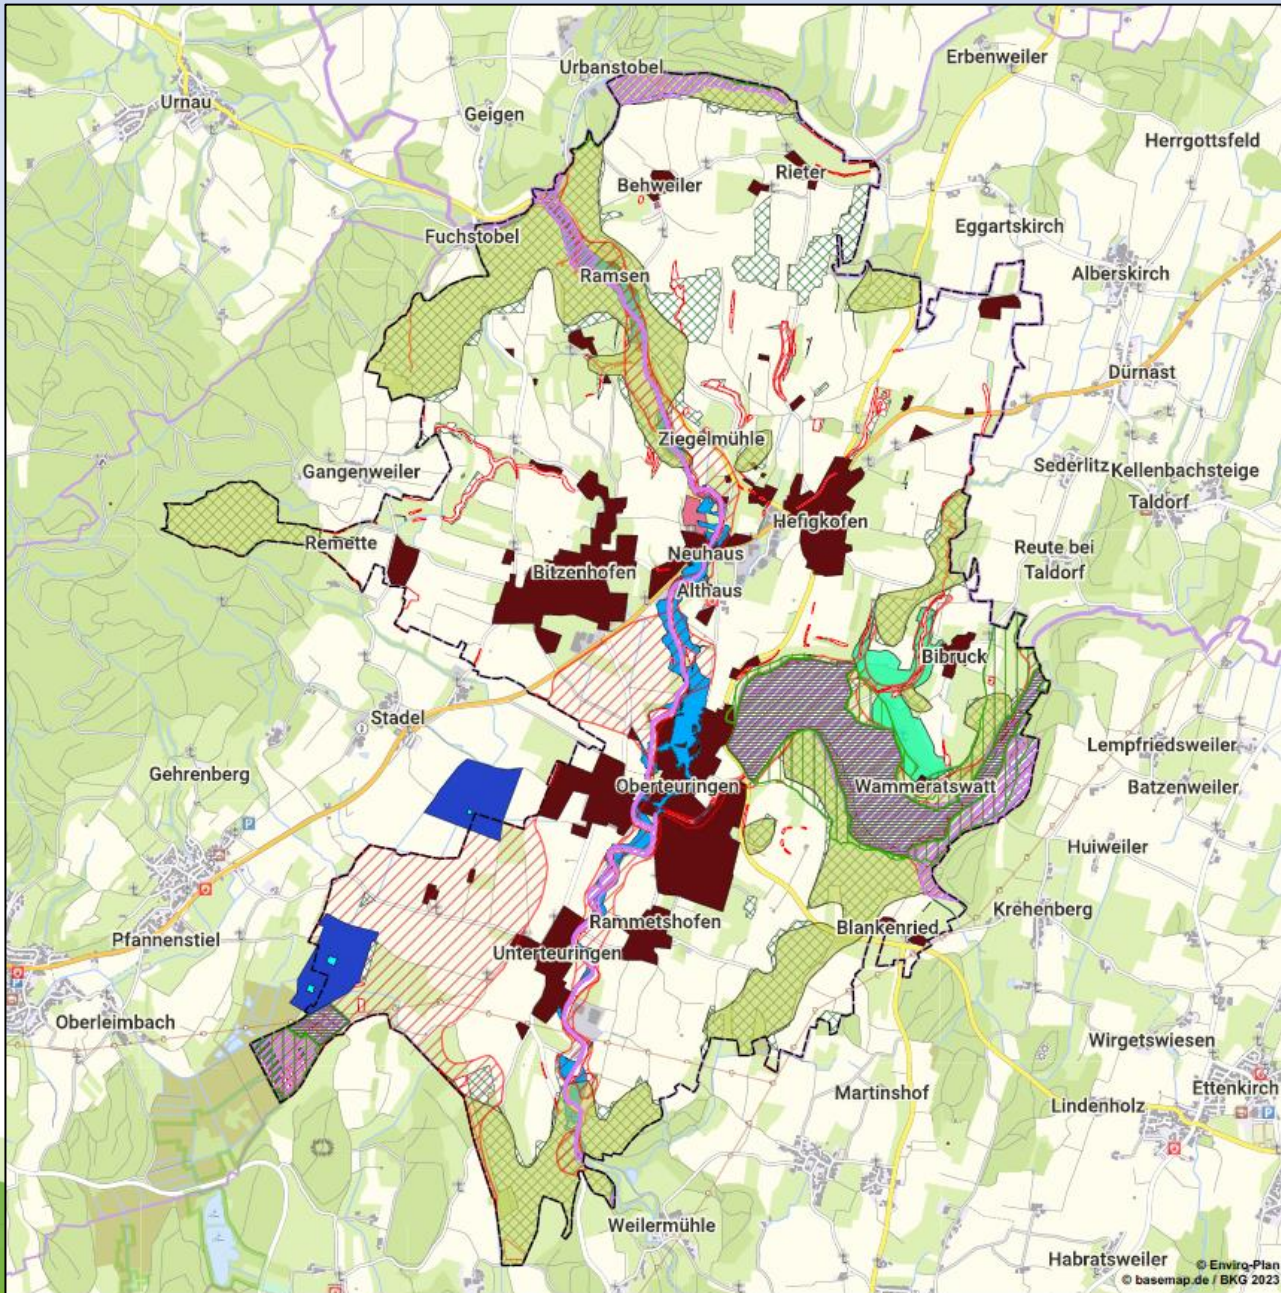 Urbanstobel
Erbenweiler
Urnau
Geigen
Herrgottsfeld
Behweiler
Rieter
Fuchstobel
Eggartskirch
Ramsen
Alberskirch
Dürnast
Ziegelmühle
Gangenweiler
Sederlitz
Kellenbachsteige
Taldorf
Hefigkofen
Remette
Neuhaus
Reute bei
Taldorf
Bitzenhofen
Althaus
Bibruck
Stadel
Lempfriedsweiler
Gehrenberg
Oberteuringen
Wammeratswatt
Batzenweiler
Huiweiler
Krehenberg
Pfannenstiel
Rammetshofen
Blankenried
Unterteuringen
Oberleimbach
Wirgetswiesen
Martinshof
Ettenkirch
Lindenholz
Weilermühle
Habratsweiler
© Enviro-Plan
© basemap.de / BKG 2023